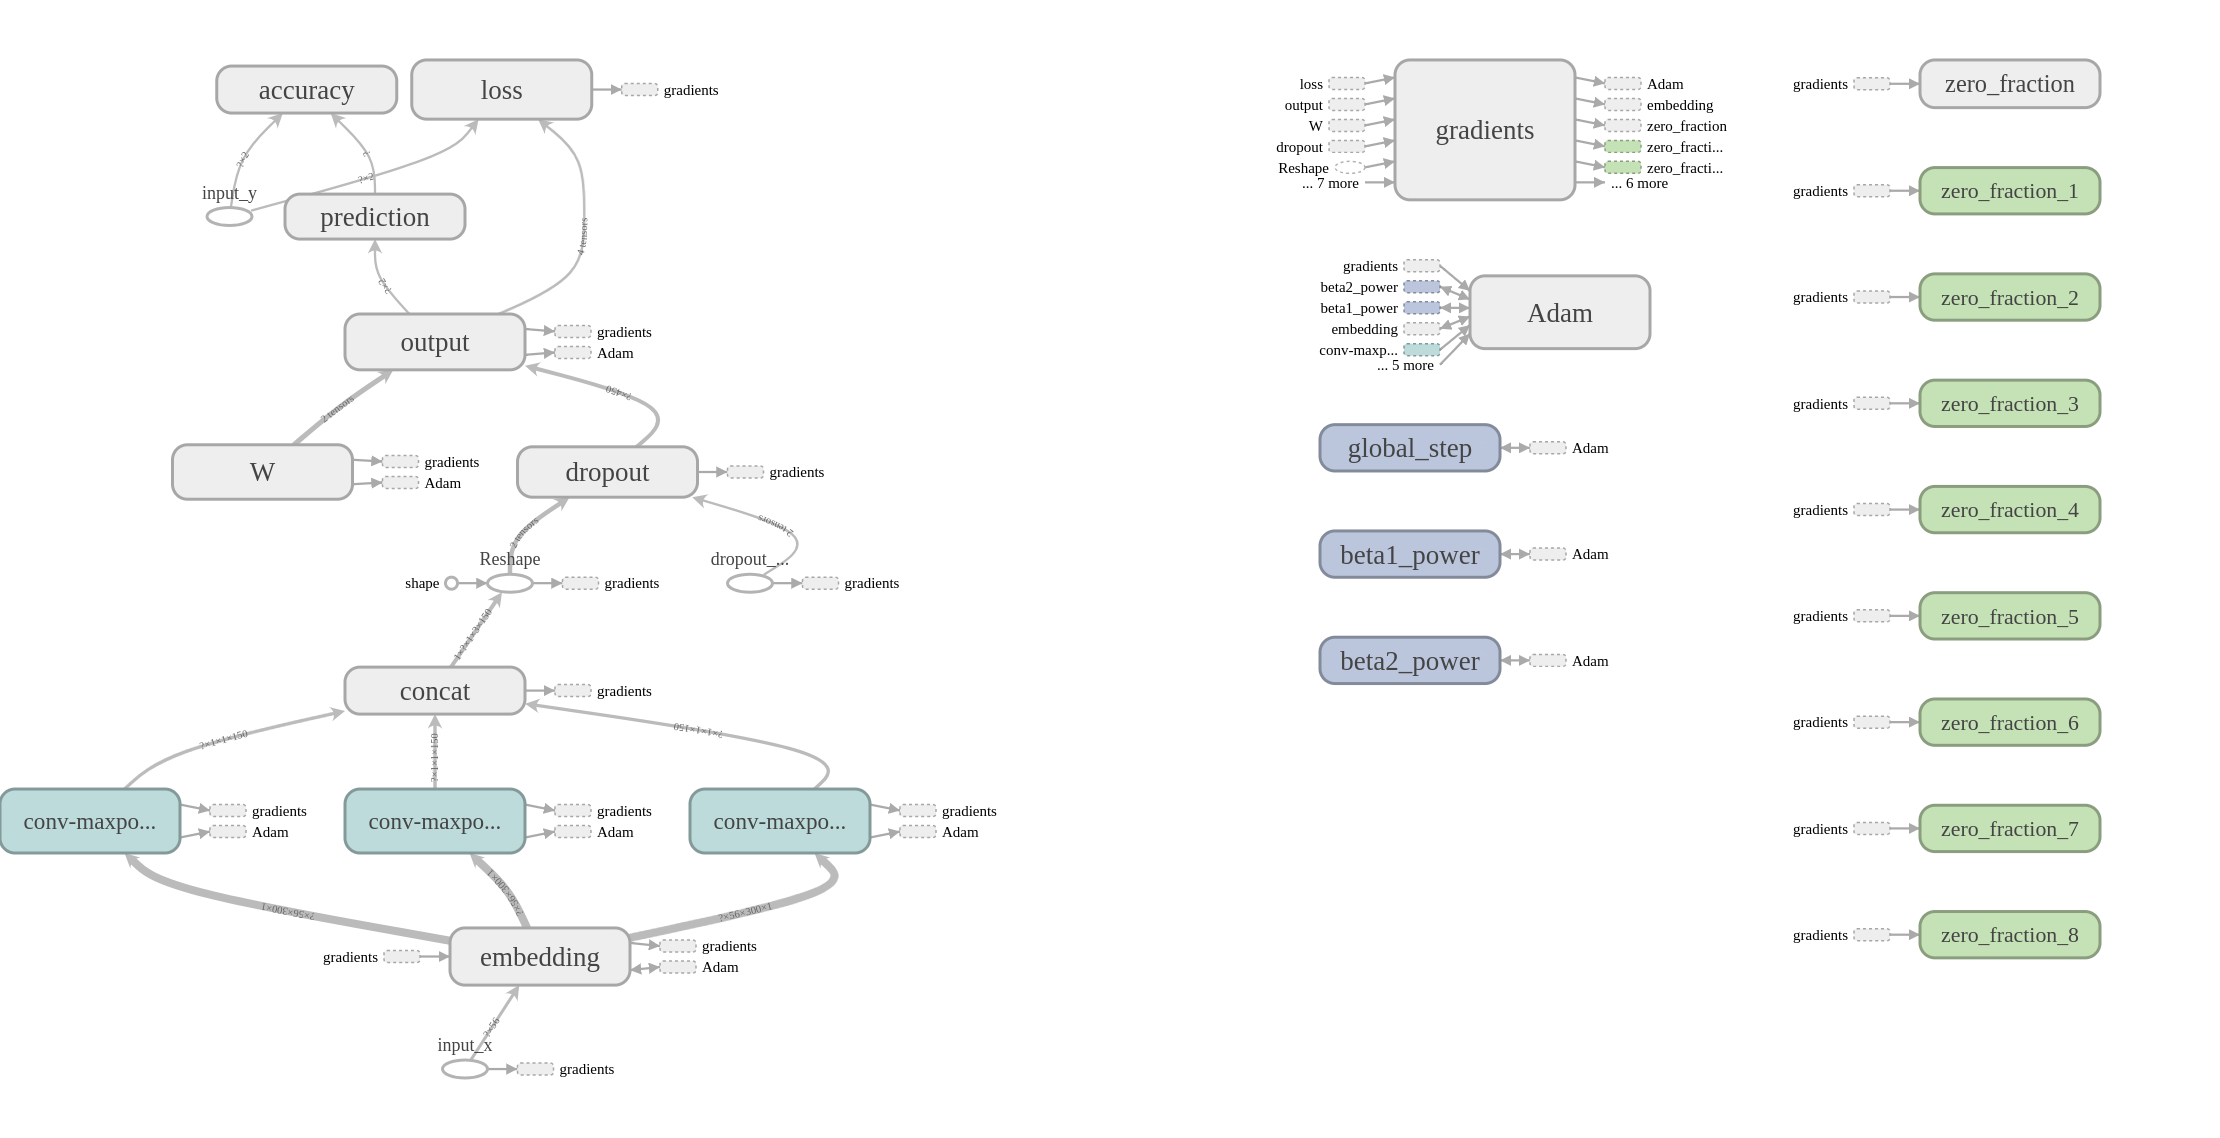 accuracy
loss
gradients
?×2
?
?×2
input_y
prediction
4 tensors
?×2
output
gradients
Adam
2 tensors
?×450
W
gradients
Adam
dropout
gradients
2 tensors
2 tensors
Reshape
dropout_...
shape
gradients
gradients
1×?×1×3×150
concat
gradients
?×1×1×150
?×1×1×150
?×1×1×150
conv-maxpo...
gradients
Adam
conv-maxpo...
gradients
Adam
conv-maxpo...
gradients
Adam
?×56×300×1
?×56×300×1
?×56×300×1
gradients
embedding
gradients
Adam
?×56
input_x
gradients
loss
output
W
dropout
Reshape
... 7 more
gradients
Adam
embedding
zero_fraction
zero_fracti...
zero_fracti...
... 6 more
gradients
beta2_power
beta1_power
embedding
conv-maxp...
... 5 more
Adam
global_step
Adam
beta1_power
Adam
beta2_power
Adam
gradients
zero_fraction
gradients
zero_fraction_1
gradients
zero_fraction_2
gradients
zero_fraction_3
gradients
zero_fraction_4
gradients
zero_fraction_5
gradients
zero_fraction_6
gradients
zero_fraction_7
gradients
zero_fraction_8